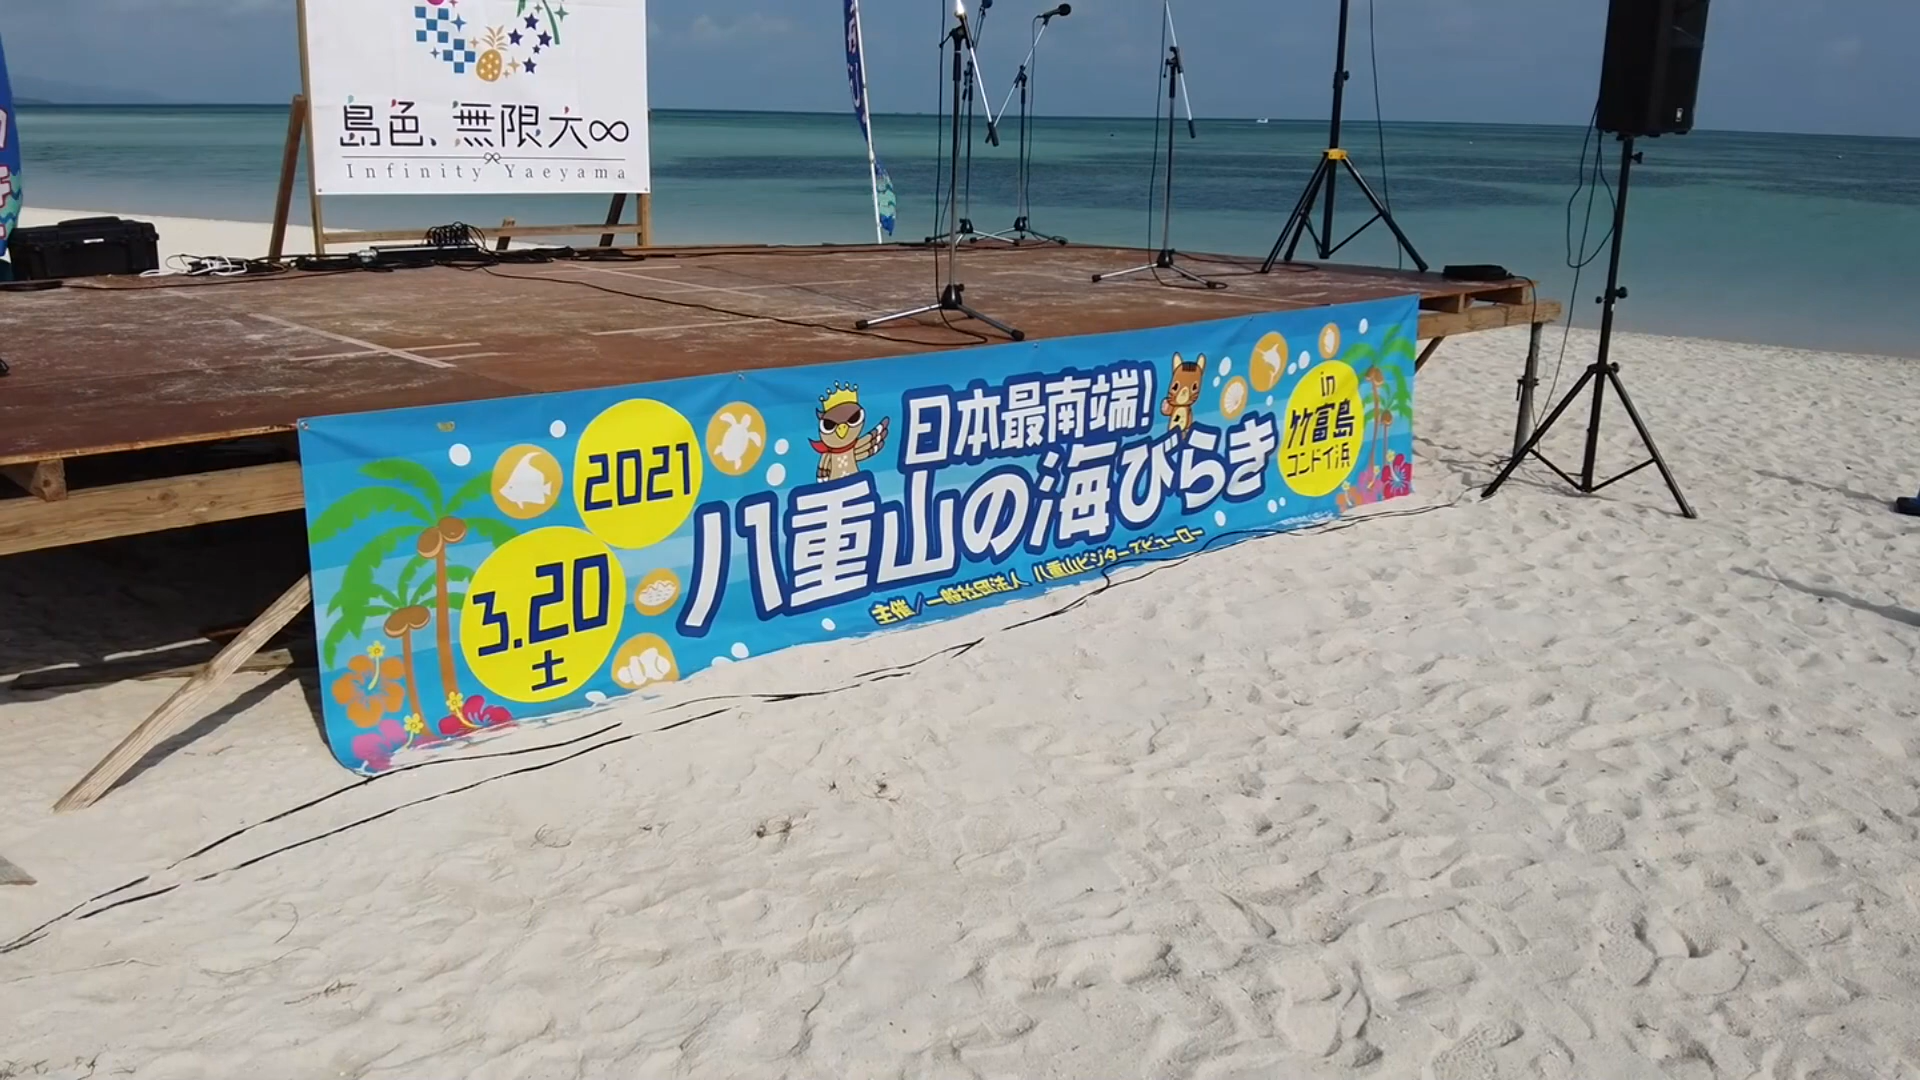 島色、無限大∞
Infinity Yaeyama
2021
3.20
土
日本最南端!
八重山の海びらき
主催/一般社団法人 八重山ビジターズビューロー
in
竹富島
コンドイ浜